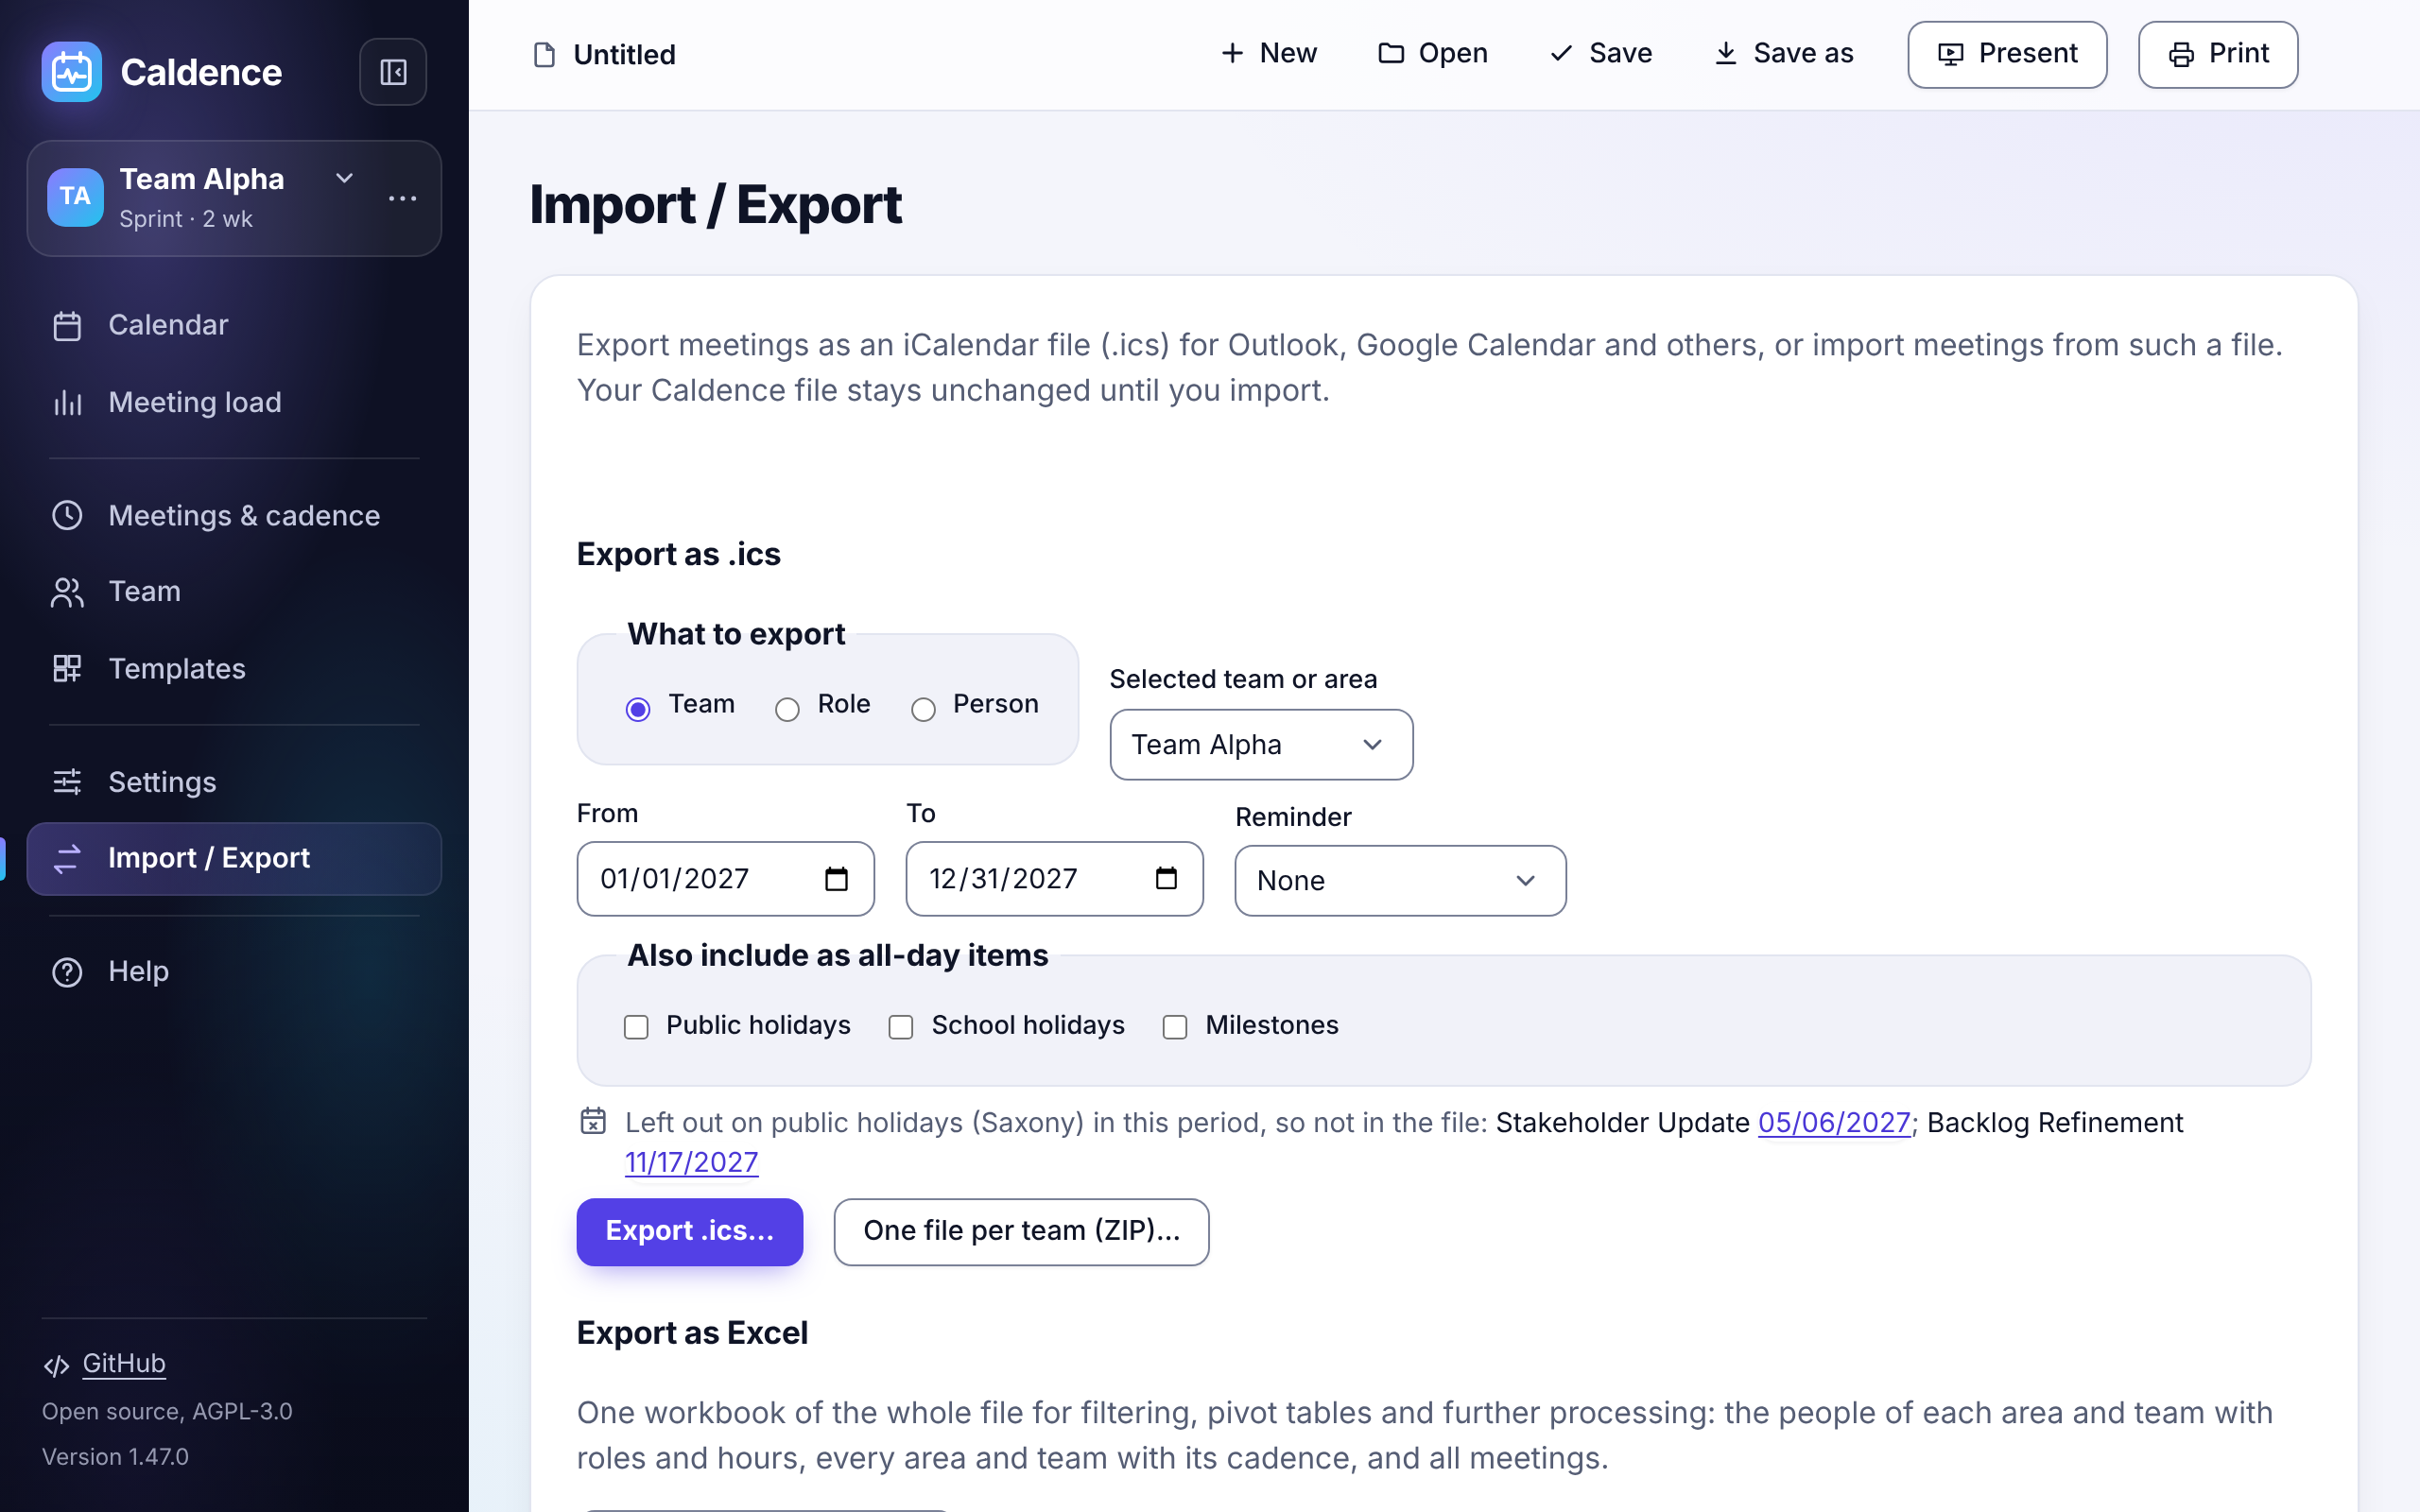 Caldence
TA
Team Alpha
Sprint · 2 wk
Calendar
Meeting load
Meetings & cadence
Team
Templates
Settings
Import / Export
Help
GitHub
Open source, AGPL-3.0
Version 1.47.0
Untitled
New
Open
Save
Save as
Present
Print
Import / Export
Export meetings as an iCalendar file (.ics) for Outlook, Google Calendar and others, or import meetings from such a file.
Your Caldence file stays unchanged until you import.
Export as .ics
What to export
Team
Role
Person
Selected team or area
Team Alpha
From
To
Reminder
01/01/2027
12/31/2027
None
Also include as all-day items
Public holidays
School holidays
Milestones
Left out on public holidays (Saxony) in this period, so not in the file: Stakeholder Update 05/06/2027; Backlog Refinement
11/17/2027
Export .ics...
One file per team (ZIP)...
Export as Excel
One workbook of the whole file for filtering, pivot tables and further processing: the people of each area and team with
roles and hours, every area and team with its cadence, and all meetings.